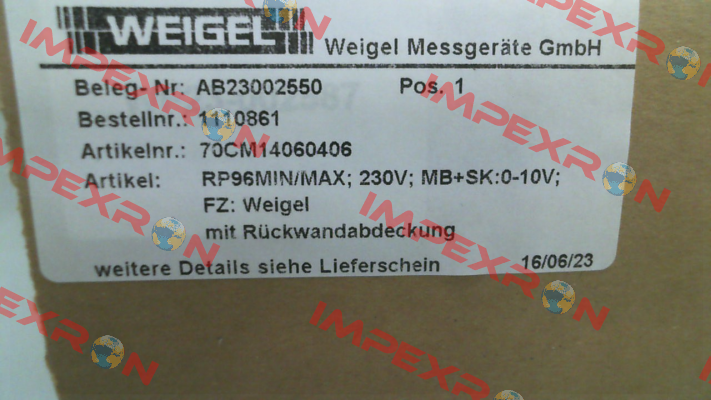 WEIGEL Weigel Messgeräte GmbH
Beleg- Nr: AB23002550 Pos. 1
Bestellnr.: 1110861
Artikelnr.: 70CM14060406
Artikel: RP96MIN/MAX; 230V; MB+SK:0-10V;
FZ: Weigel
mit Rückwandabdeckung
weitere Details siehe Lieferschein 16/06/23
IMPEXRON
IMPEXRON
IMPEXRON
IMPEXRON
IMPEXRON